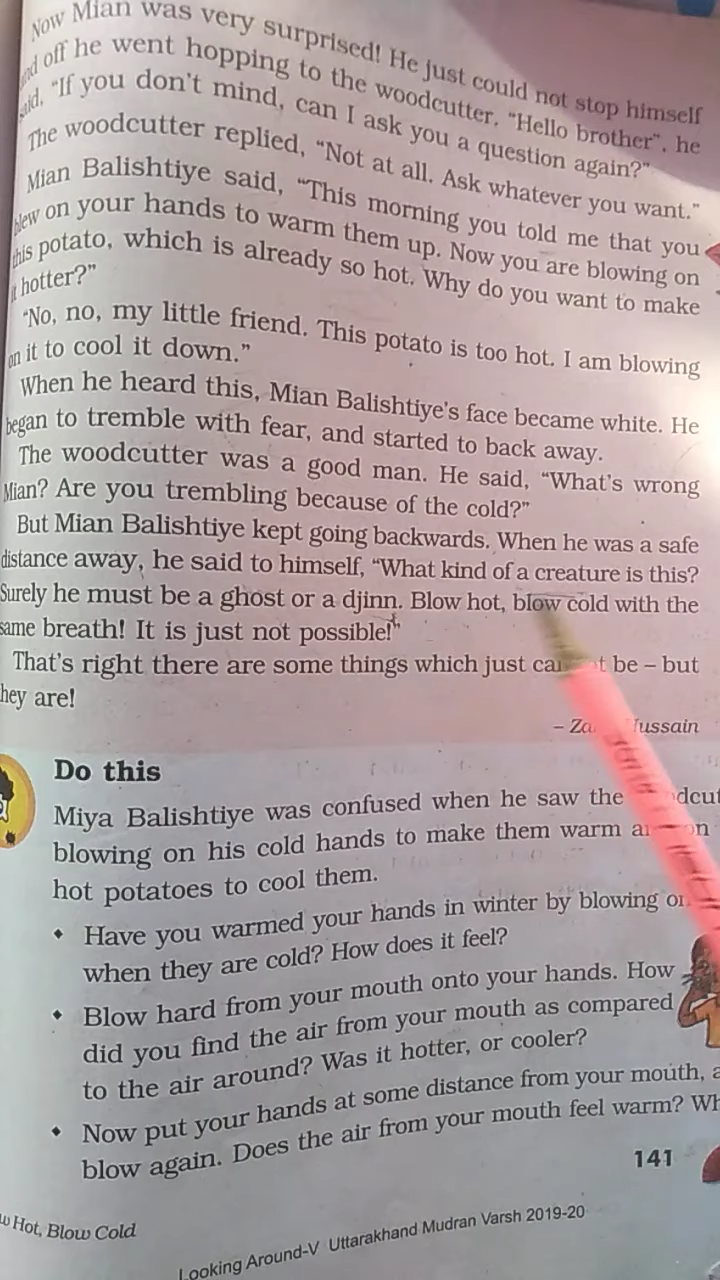 Now Mian was very surprised! He just could not stop himself
off he went hopping to the woodcutter. “Hello brother”, he
“If you don’t mind, can I ask you a question again?”
The woodcutter replied, “Not at all. Ask whatever you want.”
Mian Balishtiye said, “This morning you told me that you
on your hands to warm them up. Now you are blowing on
this potato, which is already so hot. Why do you want to make
hotter?”
“No, no, my little friend. This potato is too hot. I am blowing
on it to cool it down.”
When he heard this, Mian Balishtiye’s face became white. He
began to tremble with fear, and started to back away.
The woodcutter was a good man. He said, “What’s wrong
Mian? Are you trembling because of the cold?”
But Mian Balishtiye kept going backwards. When he was a safe
distance away, he said to himself, “What kind of a creature is this?
Surely he must be a ghost or a djinn. Blow hot, blow cold with the
same breath! It is just not possible!”
That’s right there are some things which just be – but
hey are!
–
Do this
Miya Balishtiye was confused when he saw the
blowing on his cold hands to make them warm
hot potatoes to cool them.
• Have you warmed your hands in winter by blowing
when they are cold? How does it feel?
• Blow hard from your mouth onto your hands. How
did you find the air from your mouth as compared
to the air around? Was it hotter, or cooler?
• Now put your hands at some distance from your mouth,
blow again. Does the air from your mouth feel warm?
141
Hot, Blow Cold
Looking Around-V Uttarakhand Mudran Varsh 2019-20